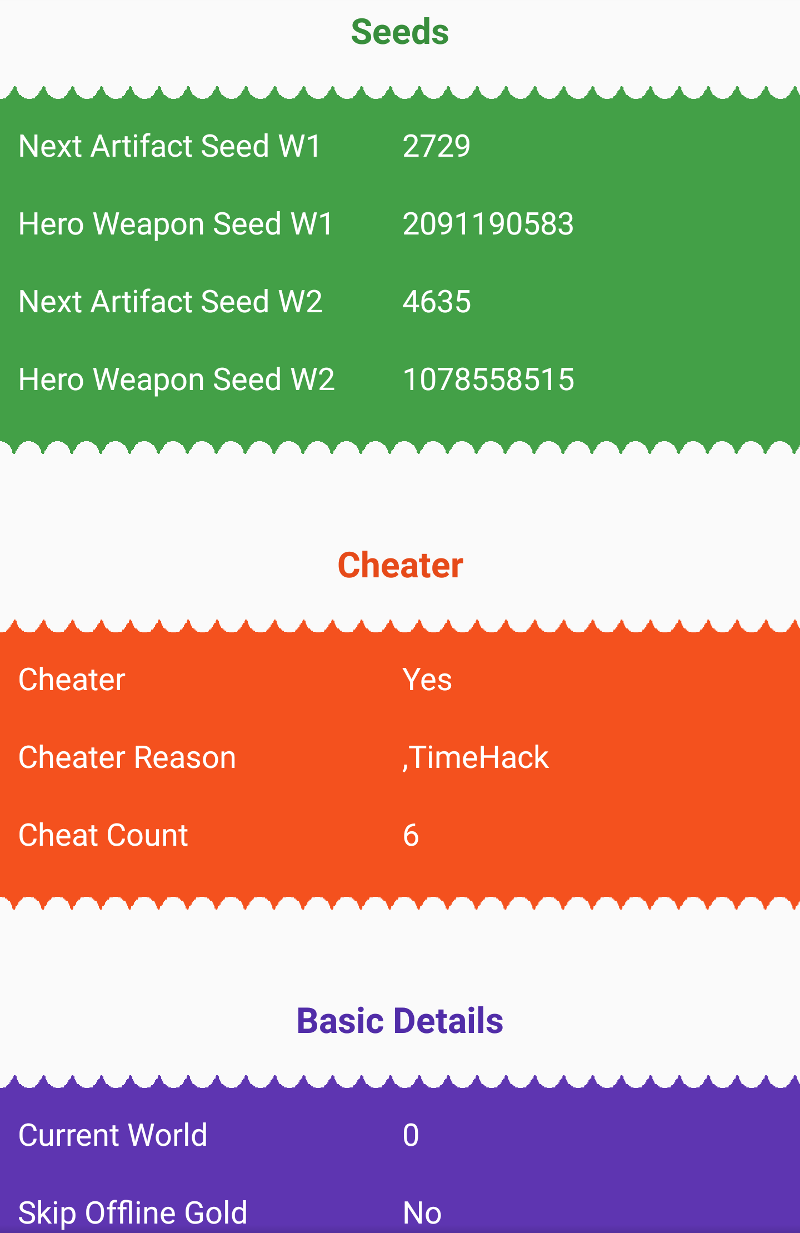 Seeds
Next Artifact Seed W1 2729
Hero Weapon Seed W1 2091190583
Next Artifact Seed W2 4635
Hero Weapon Seed W2 1078558515
Cheater
Cheater Yes
Cheater Reason ,TimeHack
Cheat Count 6
Basic Details
Current World 0
Skip Offline Gold No